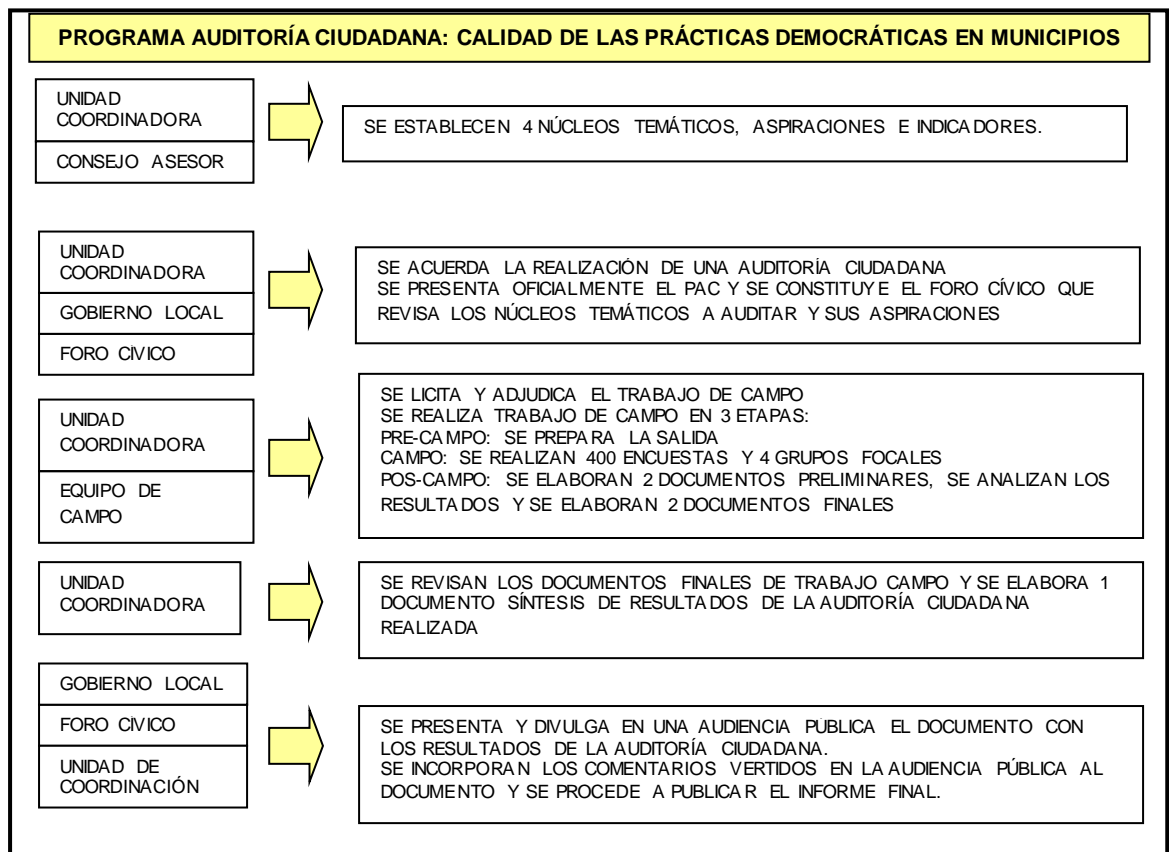 PROGRAMA AUDITORÍA CIUDADANA: CALIDAD DE LAS PRÁCTICAS DEMOCRÁTICAS EN MUNICIPIOS
UNIDAD
COORDINADORA
CONSEJO ASESOR
SE ESTABLECEN 4 NÚCLEOS TEMÁTICOS, ASPIRACIONES E INDICADORES.
UNIDAD
COORDINADORA
GOBIERNO LOCAL
FORO CÍVICO
SE ACUERDA LA REALIZACIÓN DE UNA AUDITORÍA CIUDADANA
SE PRESENTA OFICIALMENTE EL PAC Y SE CONSTITUYE EL FORO CÍVICO QUE
REVISA LOS NÚCLEOS TEMÁTICOS A AUDITAR Y SUS ASPIRACIONES
UNIDAD
COORDINADORA
EQUIPO DE
CAMPO
SE LICITA Y ADJUDICA EL TRABAJO DE CAMPO
SE REALIZA TRABAJO DE CAMPO EN 3 ETAPAS:
PRE-CAMPO: SE PREPARA LA SALIDA
CAMPO: SE REALIZAN 400 ENCUESTAS Y 4 GRUPOS FOCALES
POS-CAMPO: SE ELABORAN 2 DOCUMENTOS PRELIMINARES, SE ANALIZAN LOS
RESULTADOS Y SE ELABORAN 2 DOCUMENTOS FINALES
UNIDAD
COORDINADORA
SE REVISAN LOS DOCUMENTOS FINALES DE TRABAJO CAMPO Y SE ELABORA 1
DOCUMENTO SÍNTESIS DE RESULTADOS DE LA AUDITORÍA CIUDADANA
REALIZADA
GOBIERNO LOCAL
FORO CÍVICO
UNIDAD DE
COORDINACIÓN
SE PRESENTA Y DIVULGA EN UNA AUDIENCIA PÚBLICA EL DOCUMENTO CON
LOS RESULTADOS DE LA AUDITORÍA CIUDADANA.
SE INCORPORAN LOS COMENTARIOS VERTIDOS EN LA AUDIENCIA PÚBLICA AL
DOCUMENTO Y SE PROCEDE A PUBLICAR EL INFORME FINAL.